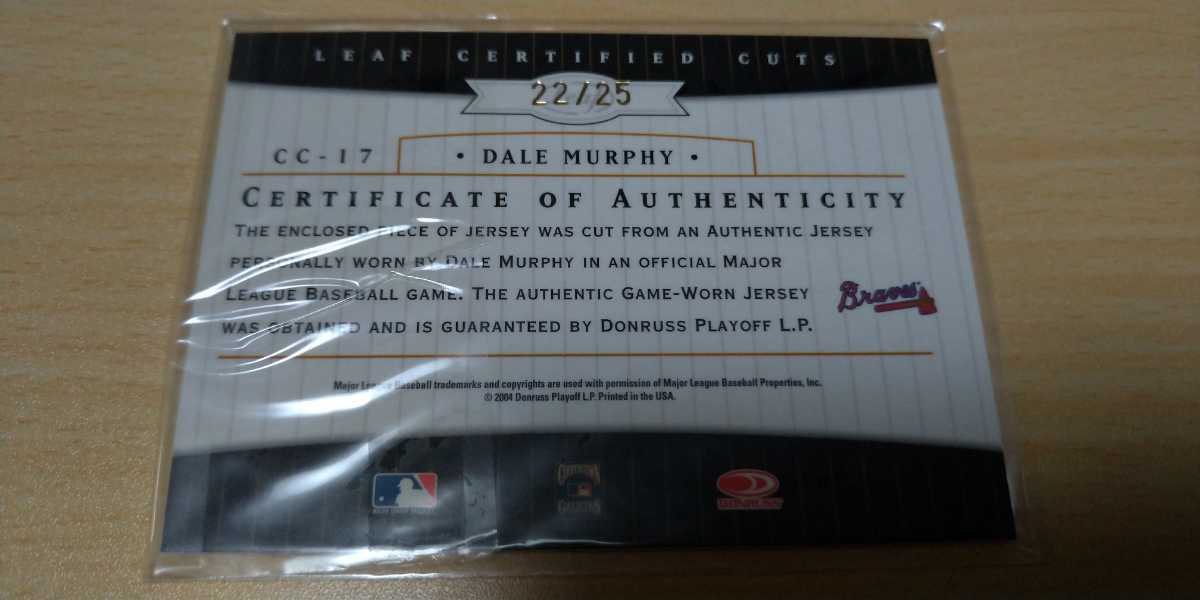 LEAF CERTIFIED CUTS
22/25
CC-17
• DALE MURPHY •
CERTIFICATE OF AUTHENTICITY
THE ENCLOSED PIECE OF JERSEY WAS CUT FROM AN AUTHENTIC JERSEY
PERSONALLY WORN BY DALE MURPHY IN AN OFFICIAL MAJOR
LEAGUE BASEBALL GAME. THE AUTHENTIC GAME-WORN JERSEY
WAS OBTAINED AND IS GUARANTEED BY DONRUSS PLAYOFF L.P.
Braves
Major League Baseball trademarks and copyrights are used with permission of Major League Baseball Properties, Inc.
© 2004 Donruss Playoff L.P. Printed in the USA.
DONRUSS